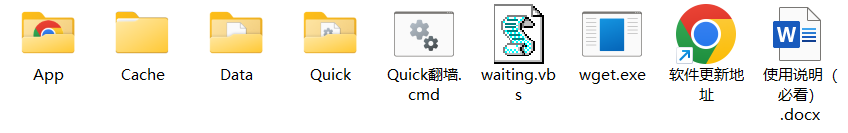 App
Cache
Data
Quick
Quick翻墙.
cmd
waiting.vb
s
wget.exe
软件更新地
址
使用说明（
必看）
.docx